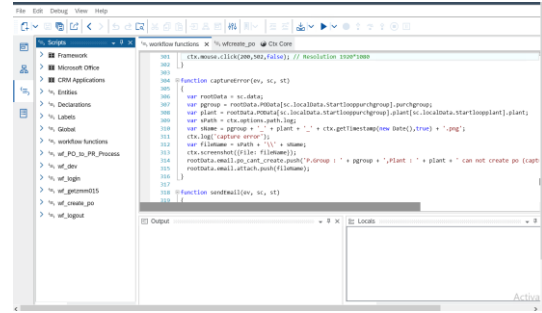 File Edit Debug View Help
Scripts
workflow functions × wfcreate_po Ctx Core
Framework
Microsoft Office
CRM Applications
Entities
Declarations
Labels
Global
workflow functions
wf_PO_to_PR_Process
wf_dev
wf_login
wf_getzmm015
wf_create_po
wf_logout
301 ctx.mouse.click(200,502,false); // Resolution 1920*1080
302 }
303
304 function captureError(ev, sc, st)
305 {
306 var rootData = sc.data;
307 var pgroup = rootData.POData[sc.localData.Startlooppurchgroup].purchgroup;
308 var plant = rootData.POData[sc.localData.Startlooppurchgroup].plant[sc.localData.Startloopplant].plant;
309 var sPath = ctx.options.path.log;
310 var sName = pgroup + '_' + plant + '_' + ctx.getTimestamp(new Date(),true) + '.png';
311 ctx.log('capture error');
312 var fileName = sPath + '\\' + sName;
313 ctx.screenshot({File: fileName});
314 rootData.email.po_cant_create.push('P.Group : ' + pgroup + ',Plant : ' + plant + ' can not create po (capt
315 rootData.email.attach.push(fileName);
316 }
317
318 function sendEmail(ev, sc, st)
319 {
Output
Locals
Activa